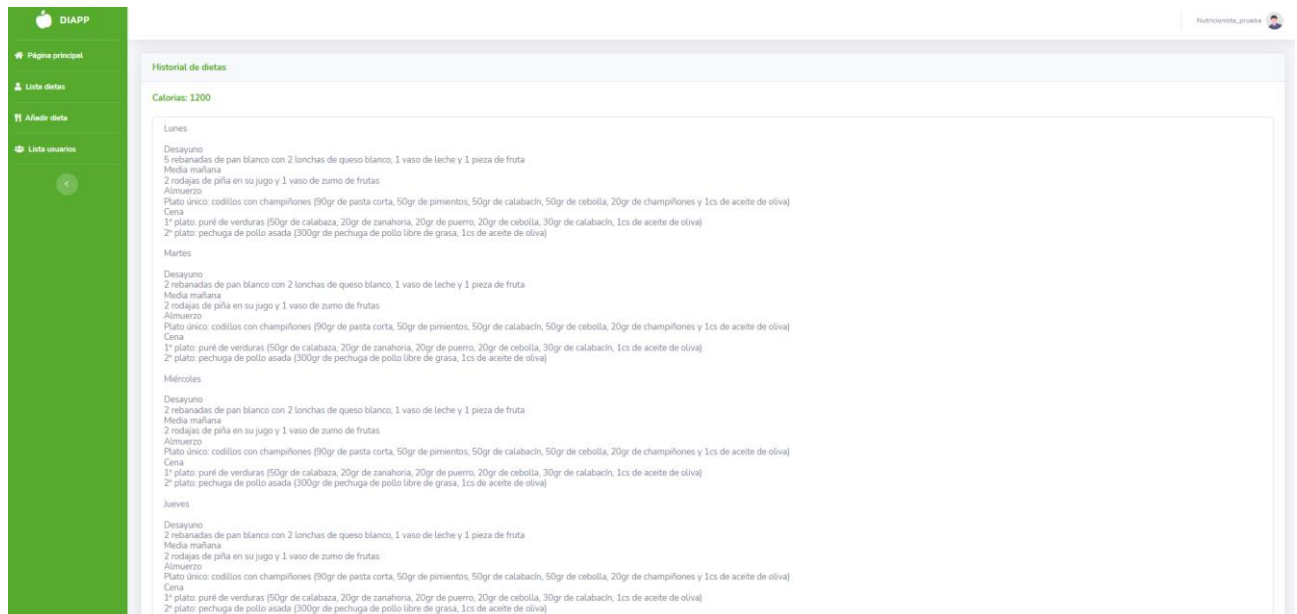 DIAPP
Nutricionista_prueba
Página principal
Lista dietas
Añadir dieta
Lista usuarios
Historial de dietas
Calorias: 1200
Lunes
Desayuno
5 rebanadas de pan blanco con 2 lonchas de queso blanco, 1 vaso de leche y 1 pieza de fruta
Media mañana
2 rodajas de piña en su jugo y 1 vaso de zumo de frutas
Almuerzo
Plato único: codillos con champiñones (90gr de pasta corta, 50gr de pimientos, 50gr de calabacín, 50gr de cebolla, 20gr de champiñones y 1cs de aceite de oliva)
Cena
1º plato: puré de verduras (50gr de calabaza, 20gr de zanahoria, 20gr de puerro, 20gr de cebolla, 30gr de calabacín, 1cs de aceite de oliva)
2º plato: pechuga de pollo asada (300gr de pechuga de pollo libre de grasa, 1cs de aceite de oliva)
Martes
Desayuno
2 rebanadas de pan blanco con 2 lonchas de queso blanco, 1 vaso de leche y 1 pieza de fruta
Media mañana
2 rodajas de piña en su jugo y 1 vaso de zumo de frutas
Almuerzo
Plato único: codillos con champiñones (90gr de pasta corta, 50gr de pimientos, 50gr de calabacín, 50gr de cebolla, 20gr de champiñones y 1cs de aceite de oliva)
Cena
1º plato: puré de verduras (50gr de calabaza, 20gr de zanahoria, 20gr de puerro, 20gr de cebolla, 30gr de calabacín, 1cs de aceite de oliva)
2º plato: pechuga de pollo asada (300gr de pechuga de pollo libre de grasa, 1cs de aceite de oliva)
Miércoles
Desayuno
2 rebanadas de pan blanco con 2 lonchas de queso blanco, 1 vaso de leche y 1 pieza de fruta
Media mañana
2 rodajas de piña en su jugo y 1 vaso de zumo de frutas
Almuerzo
Plato único: codillos con champiñones (90gr de pasta corta, 50gr de pimientos, 50gr de calabacín, 50gr de cebolla, 20gr de champiñones y 1cs de aceite de oliva)
Cena
1º plato: puré de verduras (50gr de calabaza, 20gr de zanahoria, 20gr de puerro, 20gr de cebolla, 30gr de calabacín, 1cs de aceite de oliva)
2º plato: pechuga de pollo asada (300gr de pechuga de pollo libre de grasa, 1cs de aceite de oliva)
Jueves
Desayuno
2 rebanadas de pan blanco con 2 lonchas de queso blanco, 1 vaso de leche y 1 pieza de fruta
Media mañana
2 rodajas de piña en su jugo y 1 vaso de zumo de frutas
Almuerzo
Plato único: codillos con champiñones (90gr de pasta corta, 50gr de pimientos, 50gr de calabacín, 50gr de cebolla, 20gr de champiñones y 1cs de aceite de oliva)
Cena
1º plato: puré de verduras (50gr de calabaza, 20gr de zanahoria, 20gr de puerro, 20gr de cebolla, 30gr de calabacín, 1cs de aceite de oliva)
2º plato: pechuga de pollo asada (300gr de pechuga de pollo libre de grasa, 1cs de aceite de oliva)